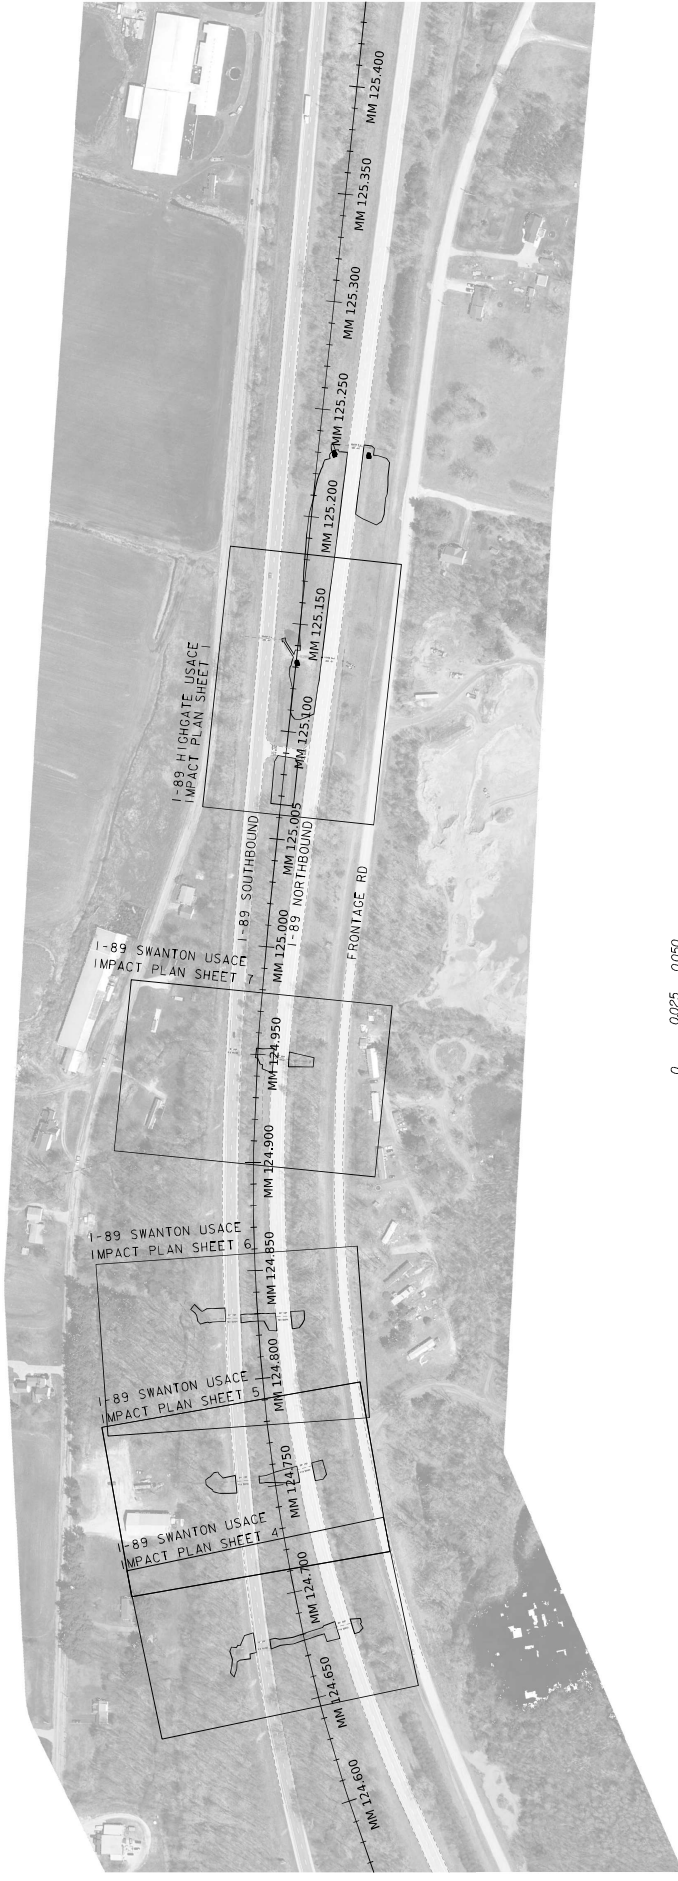 MM 125.400
MM 125.350
MM 125.300
MM 125.250
MM 125.200
MM 125.150
I-89 HIGHGATE USACE
IMPACT PLAN SHEET 1
MM 125.100
MM 125.005
I-89 SOUTHBOUND
I-89 NORTHBOUND
FRONTAGE RD
MM 125.000
I-89 SWANTON USACE
IMPACT PLAN SHEET 7
0 0.025 0.050
MM 124.950
MM 124.900
I-89 SWANTON USACE
IMPACT PLAN SHEET 6
MM 124.850
MM 124.800
I-89 SWANTON USACE
IMPACT PLAN SHEET 5
MM 124.750
I-89 SWANTON USACE
IMPACT PLAN SHEET 4
MM 124.700
MM 124.650
MM 124.600